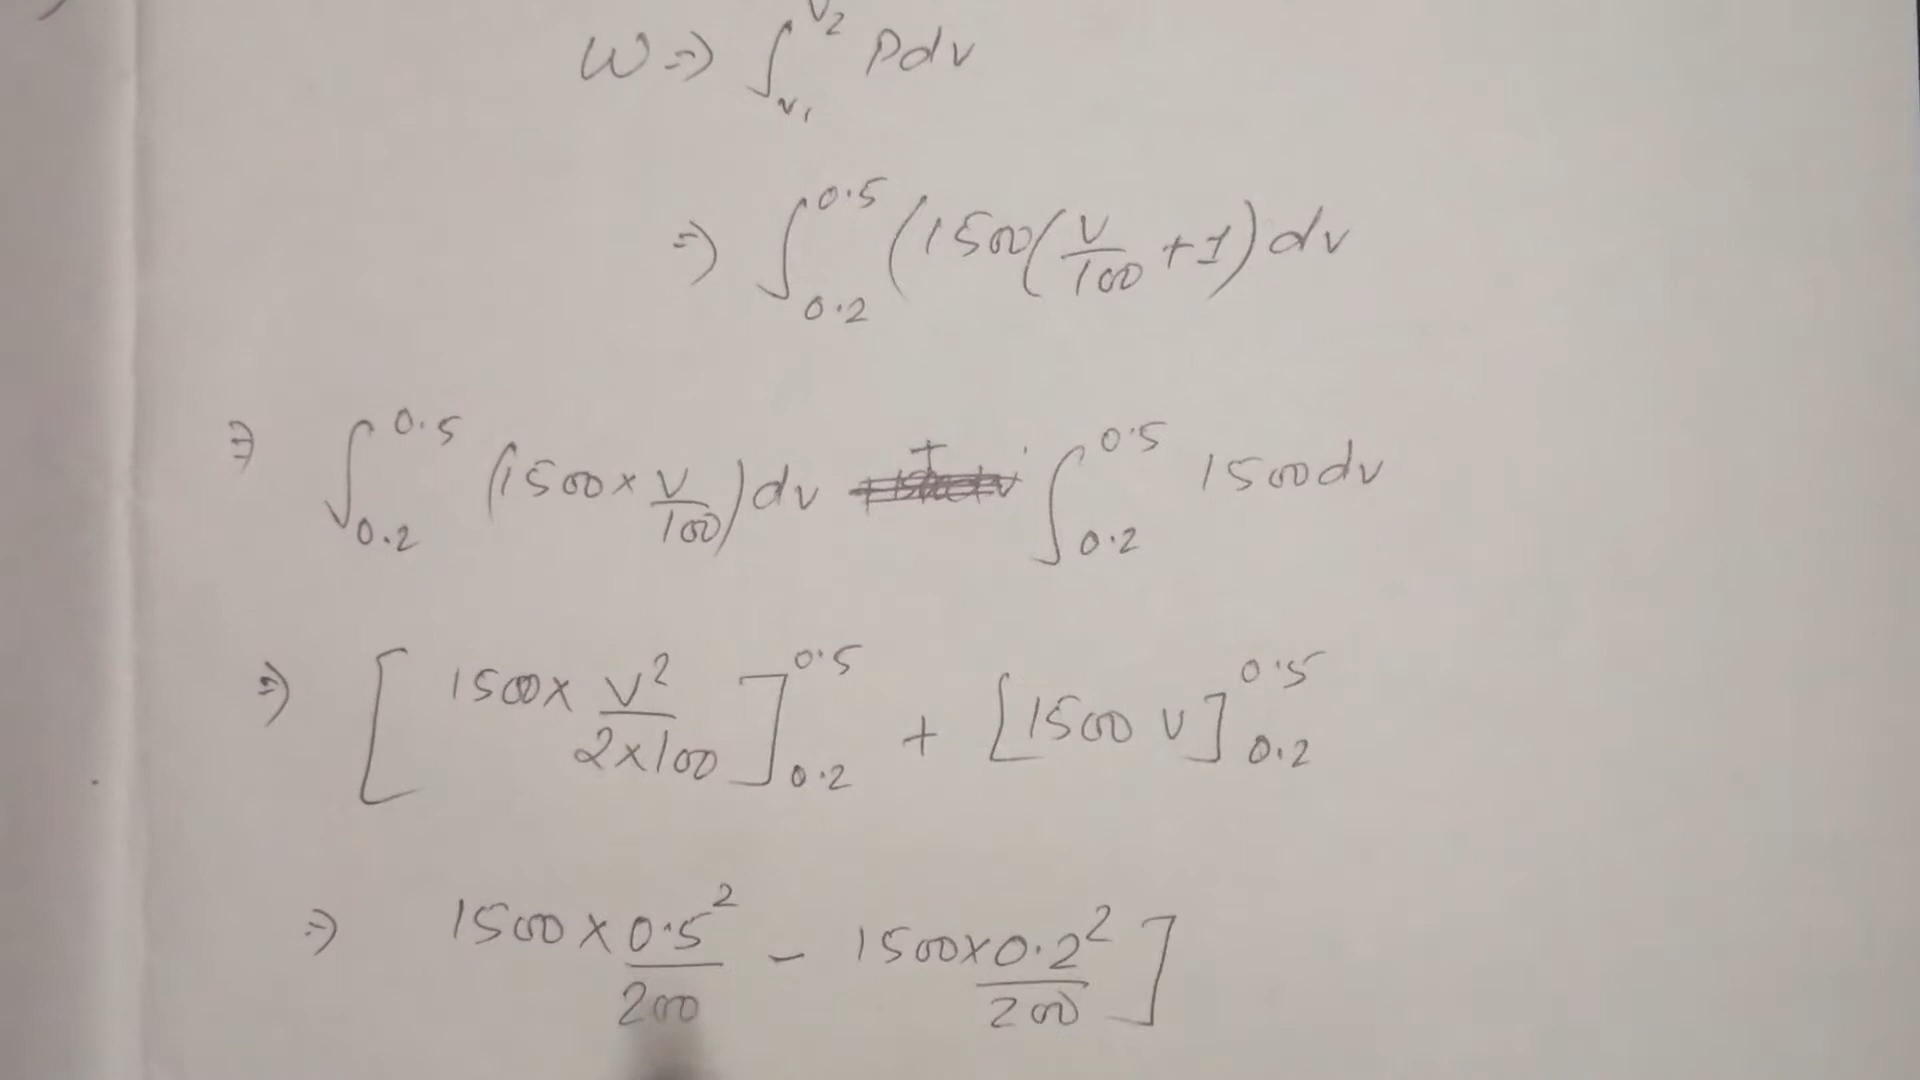 W => ∫_{v1}^{v2} Pdv
=> ∫_{0.2}^{0.5} (1500(v/100 + 1) dv
=> ∫_{0.2}^{0.5} (1500 × v/100) dv + ∫_{0.2}^{0.5} 1500 dv
=> [1500 × v²/(2×100)]_{0.2}^{0.5} + [1500 v]_{0.2}^{0.5}
=> 1500 × 0.5²/200 - 1500 × 0.2²/200]